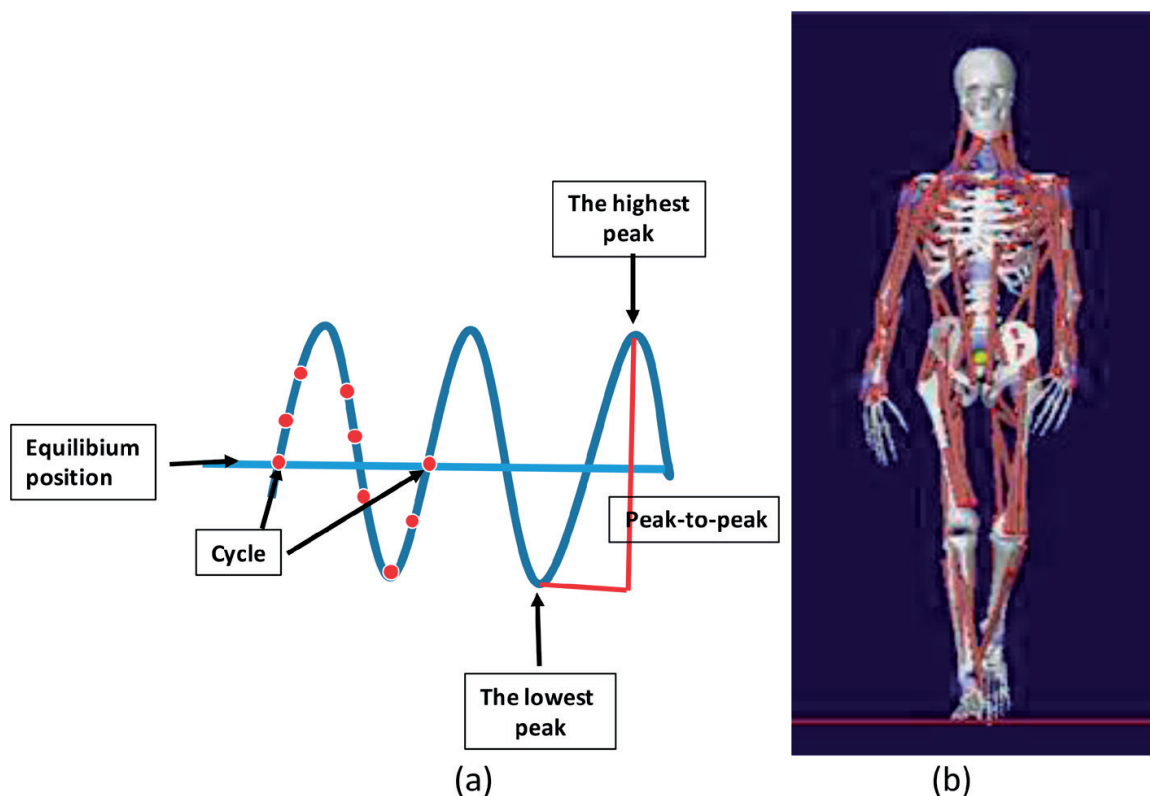 The highest
peak
Equilibium
position
Cycle
Peak-to-peak
The lowest
peak
(a)
(b)